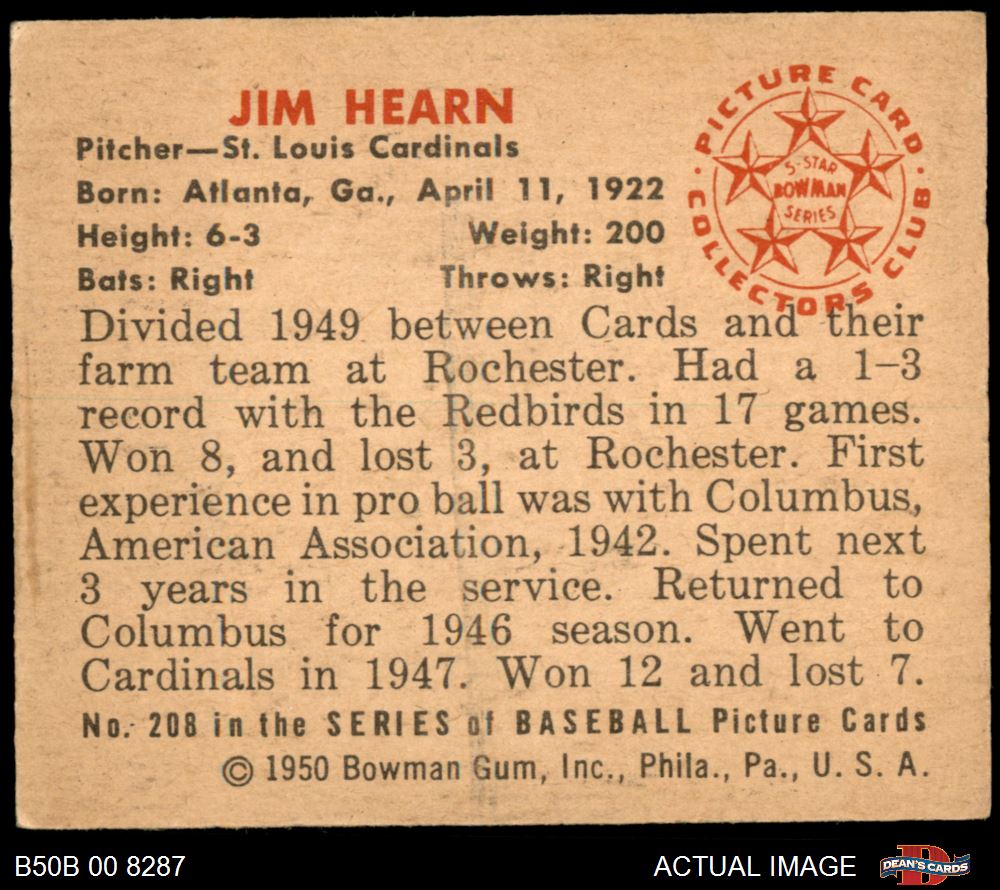 JIM HEARN
Pitcher—St. Louis Cardinals
Born: Atlanta, Ga., April 11, 1922
Height: 6-3 Weight: 200
Bats: Right Throws: Right
· PICTURE CARD ·
COLLECTORS CLUB
5-STAR
BOWMAN
SERIES
Divided 1949 between Cards and their
farm team at Rochester. Had a 1–3
record with the Redbirds in 17 games.
Won 8, and lost 3, at Rochester. First
experience in pro ball was with Columbus,
American Association, 1942. Spent next
3 years in the service. Returned to
Columbus for 1946 season. Went to
Cardinals in 1947. Won 12 and lost 7.
No. 208 in the SERIES of BASEBALL Picture Cards
© 1950 Bowman Gum, Inc., Phila., Pa., U. S. A.
B50B 00 8287
ACTUAL IMAGE
D
DEAN'S CARDS